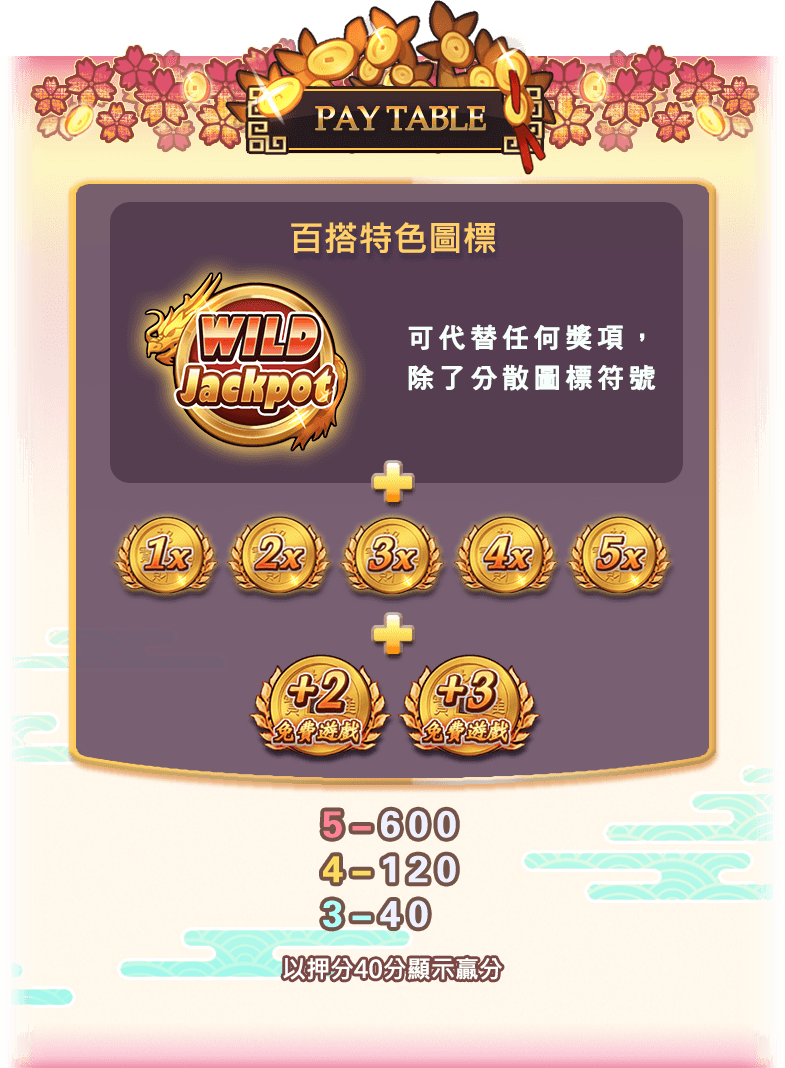 PAY TABLE
百搭特色圖標
WILD
Jackpot
可代替任何獎項，
除了分散圖標符號
1x 2x 3x 4x 5x
+2 +3
免費遊戲 免費遊戲
5-600
4-120
3-40
以押分40分顯示贏分